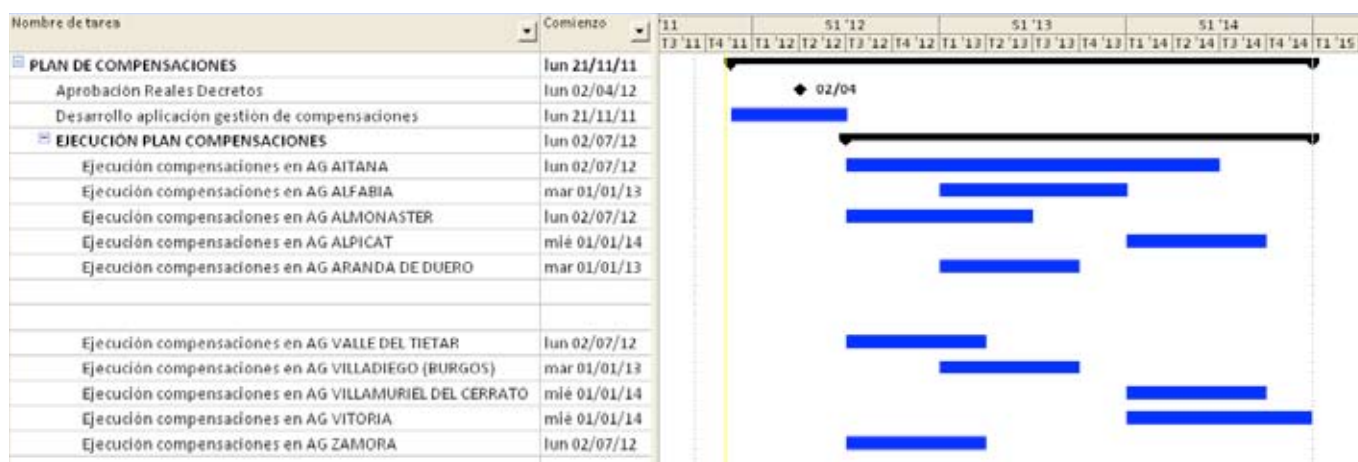 Nombre de tarea Comienzo '11 S1 '12 S1 '13 S1 '14
T3 '11 T4 '11 T1 '12 T2 '12 T3 '12 T4 '12 T1 '13 T2 '13 T3 '13 T4 '13 T1 '14 T2 '14 T3 '14 T4 '14 T1 '15
PLAN DE COMPENSACIONES lun 21/11/11
Aprobación Reales Decretos lun 02/04/12 02/04
Desarrollo aplicación gestión de compensaciones lun 21/11/11
EJECUCIÓN PLAN COMPENSACIONES lun 02/07/12
Ejecución compensaciones en AG AITANA lun 02/07/12
Ejecución compensaciones en AG ALFABIA mar 01/01/13
Ejecución compensaciones en AG ALMONASTER lun 02/07/12
Ejecución compensaciones en AG ALPICAT mié 01/01/14
Ejecución compensaciones en AG ARANDA DE DUERO mar 01/01/13
Ejecución compensaciones en AG VALLE DEL TIETAR lun 02/07/12
Ejecución compensaciones en AG VILLADIEGO (BURGOS) mar 01/01/13
Ejecución compensaciones en AG VILLAMURIEL DEL CERRATO mié 01/01/14
Ejecución compensaciones en AG VITORIA mié 01/01/14
Ejecución compensaciones en AG ZAMORA lun 02/07/12